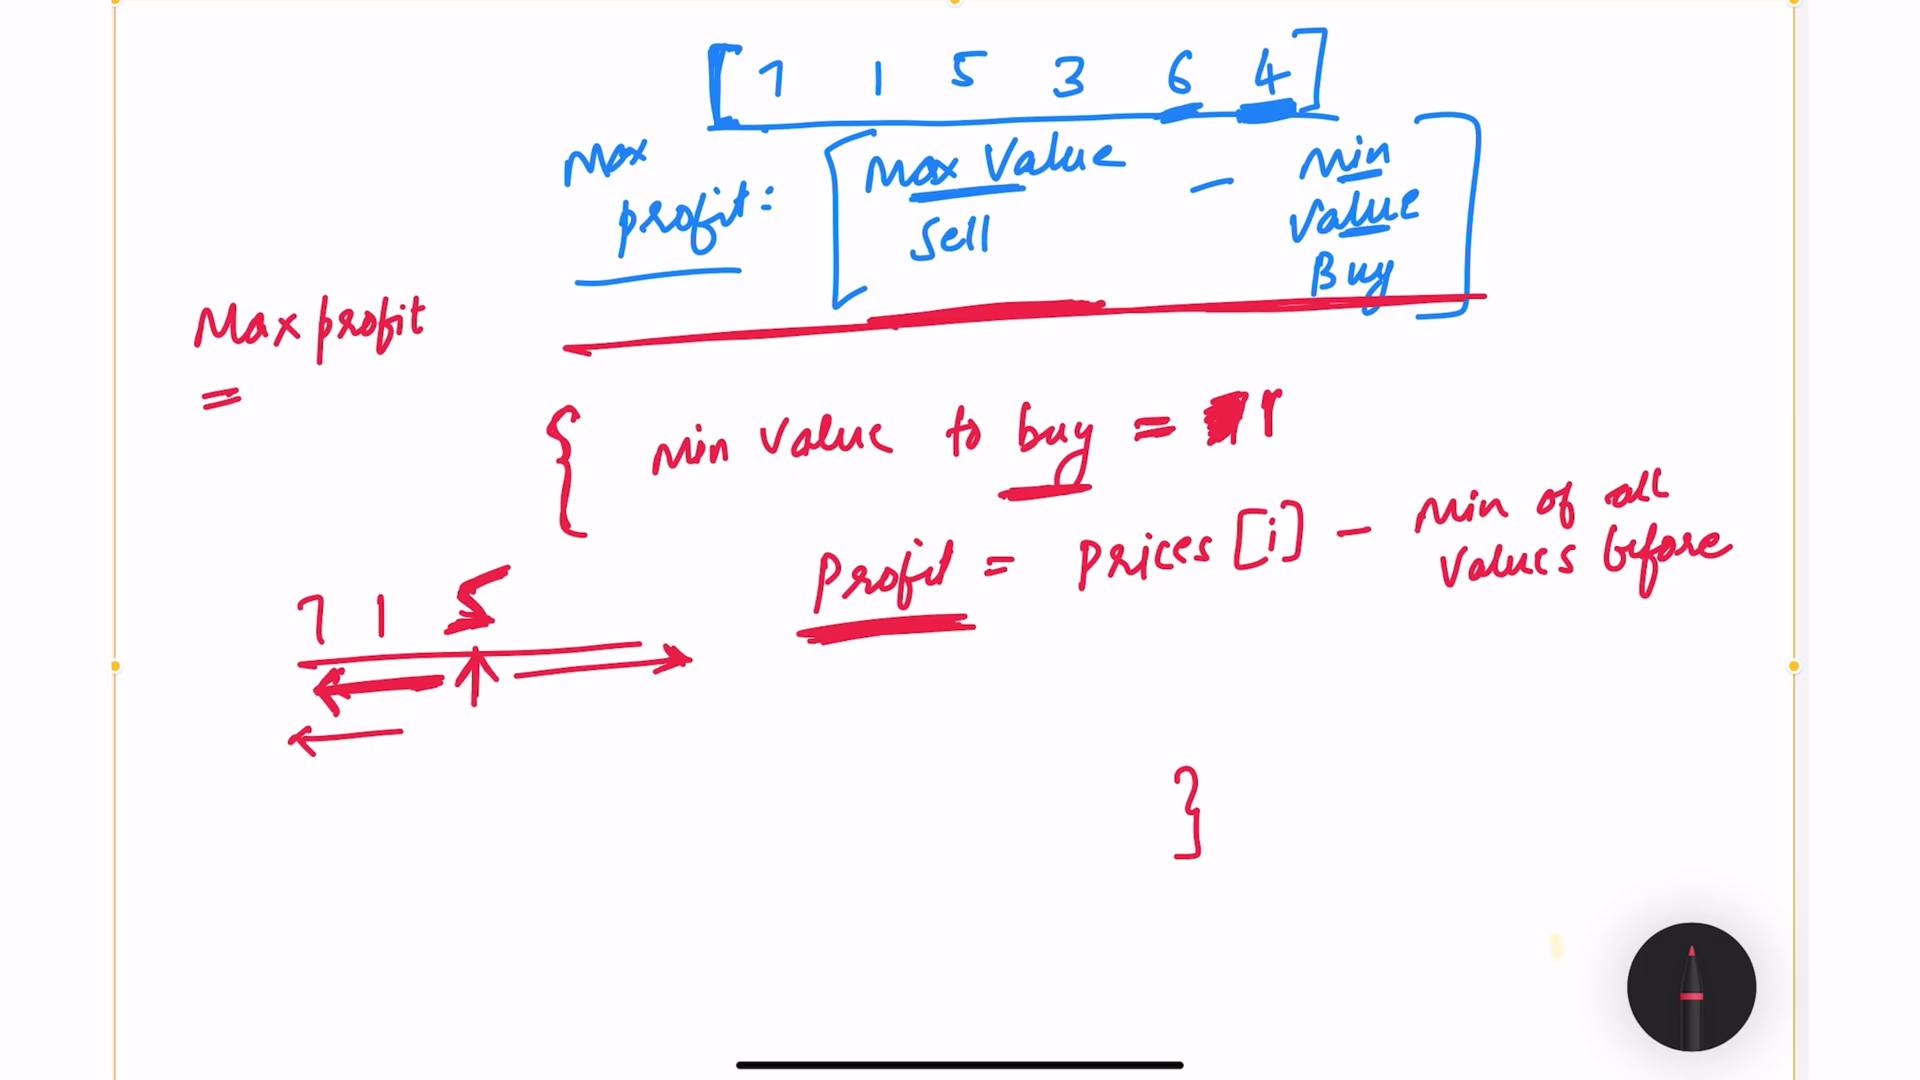 [ 7 1 5 3 6 4 ]
Max profit: [ Max Value Sell - Min Value Buy ]
Max profit =
{ Min Value to buy = 1
Profit = Prices [i] - Min of all values before
7 1 5
}